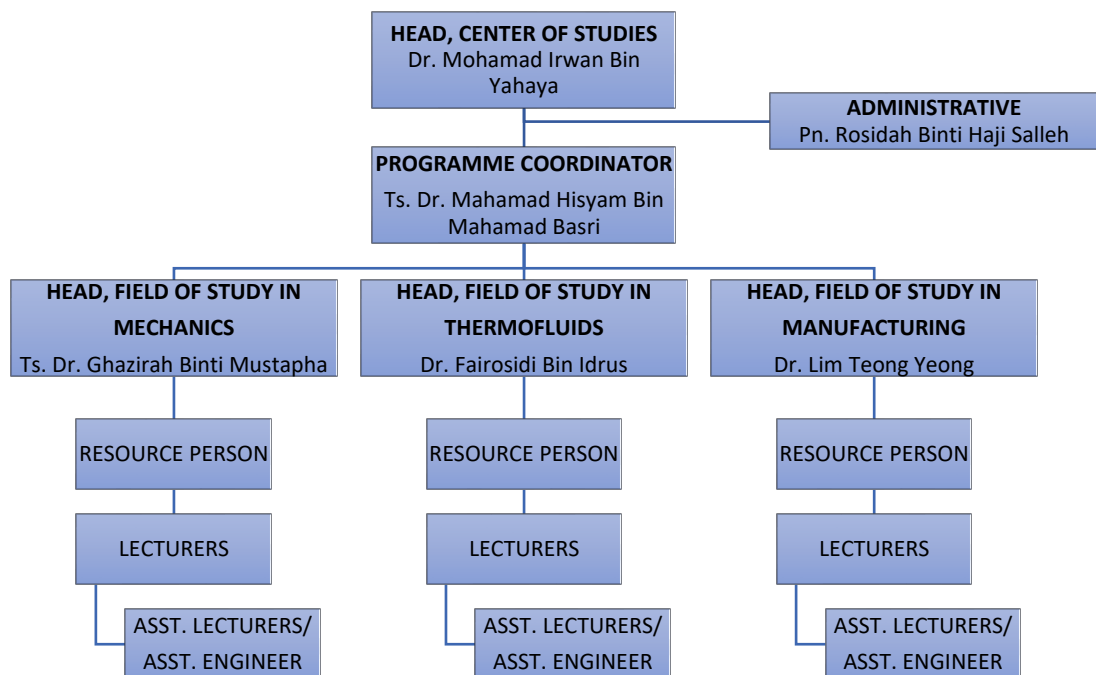 HEAD, CENTER OF STUDIES
Dr. Mohamad Irwan Bin
Yahaya
ADMINISTRATIVE
Pn. Rosidah Binti Haji Salleh
PROGRAMME COORDINATOR
Ts. Dr. Mahamad Hisyam Bin
Mahamad Basri
HEAD, FIELD OF STUDY IN
MECHANICS
Ts. Dr. Ghazirah Binti Mustapha
HEAD, FIELD OF STUDY IN
THERMOFLUIDS
Dr. Fairosidi Bin Idrus
HEAD, FIELD OF STUDY IN
MANUFACTURING
Dr. Lim Teong Yeong
RESOURCE PERSON
RESOURCE PERSON
RESOURCE PERSON
LECTURERS
LECTURERS
LECTURERS
ASST. LECTURERS/
ASST. ENGINEER
ASST. LECTURERS/
ASST. ENGINEER
ASST. LECTURERS/
ASST. ENGINEER